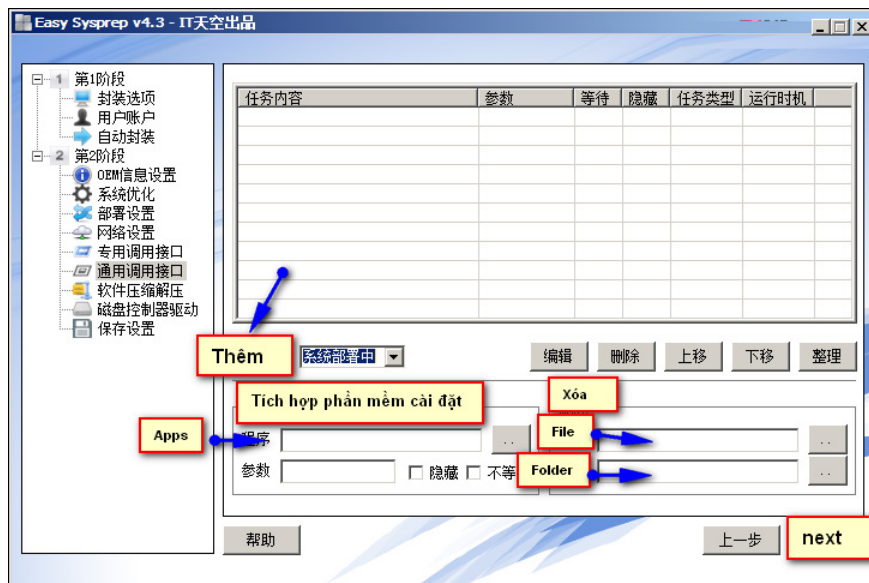 Easy Sysprep v4.3 - IT天空出品
1 第1阶段
封装选项
用户账户
自动封装
2 第2阶段
OEM信息设置
系统优化
部署设置
网络设置
专用调用接口
通用调用接口
软件压缩解压
磁盘控制器驱动
保存设置
任务内容 参数 等待 隐藏 任务类型 运行时机
Thêm
系统部署中
编辑 删除 上移 下移 整理
Tích hợp phần mềm cài đặt
Xóa
Apps
程序
..
File
..
参数
隐藏
不等
Folder
..
帮助
上一步
next